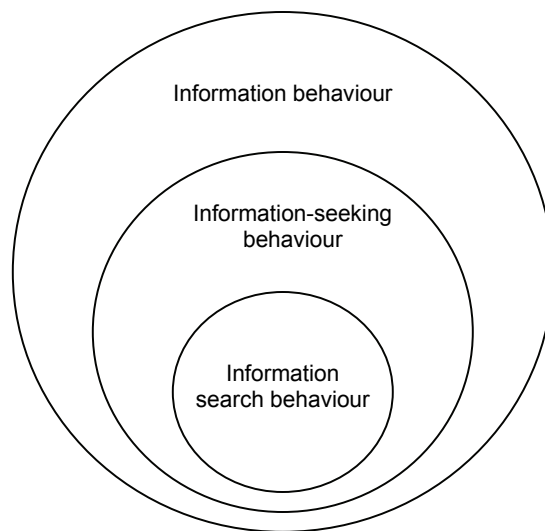 Information behaviour
Information-seeking
behaviour
Information
search behaviour